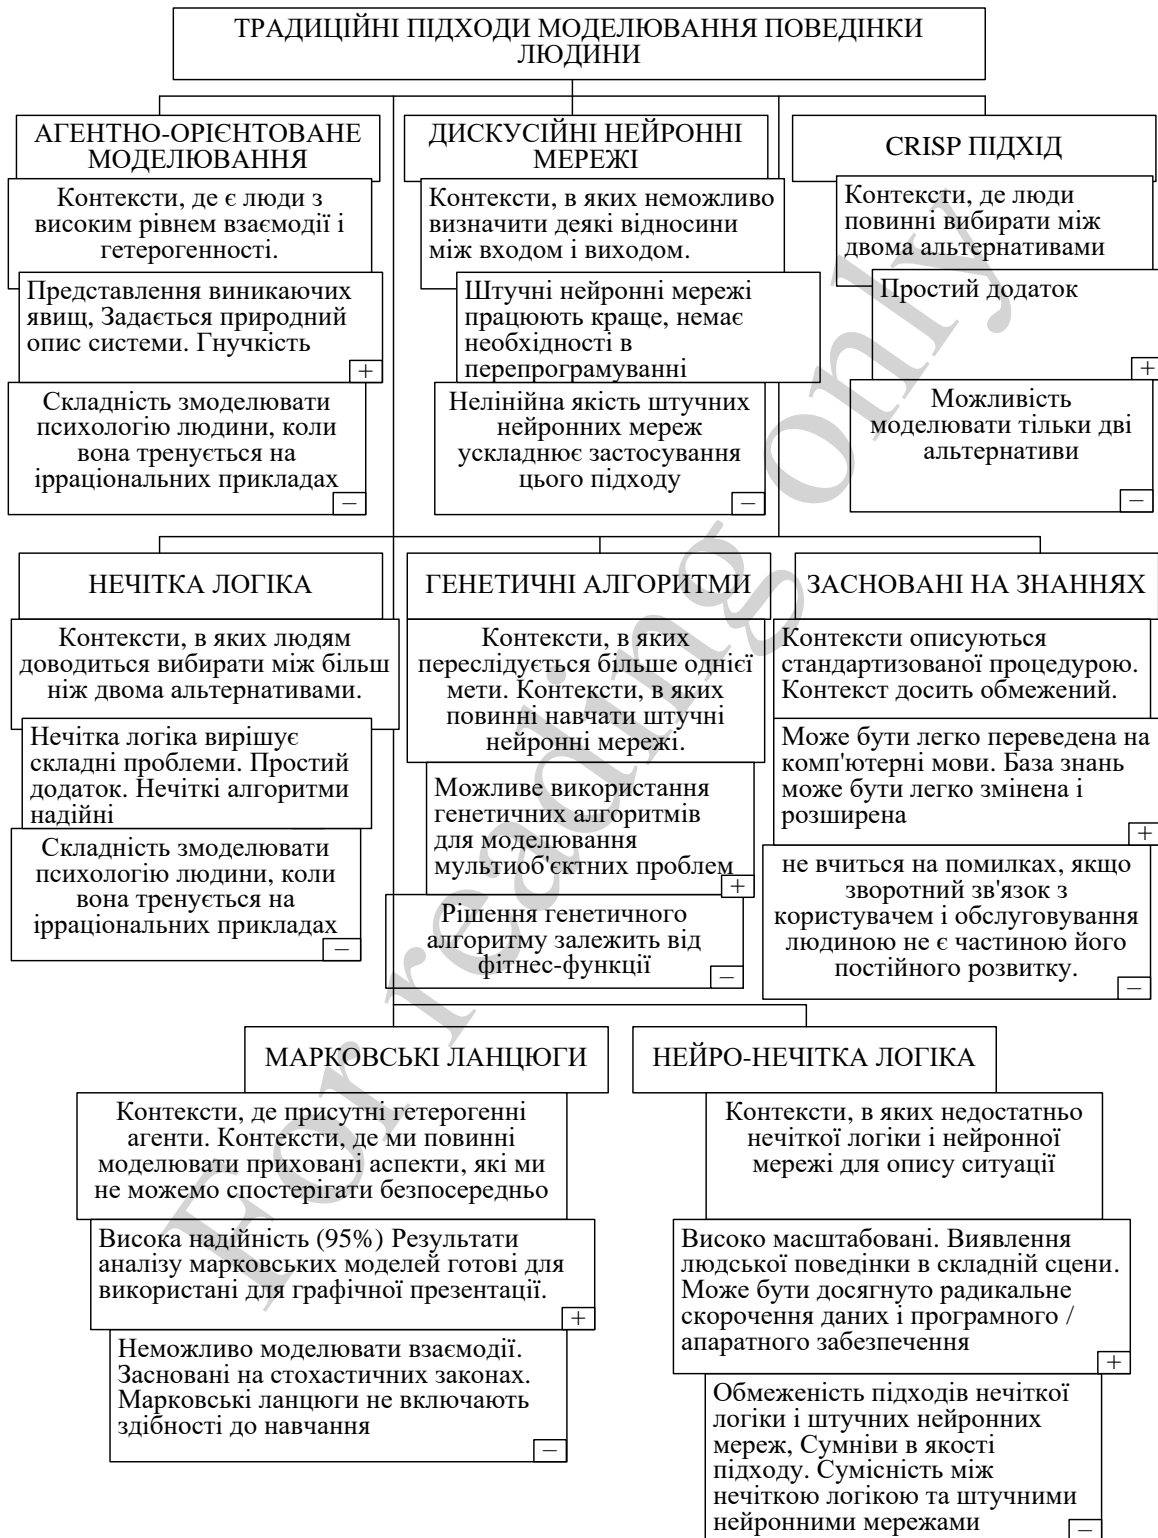 ТРАДИЦІЙНІ ПІДХОДИ МОДЕЛЮВАННЯ ПОВЕДІНКИ
ЛЮДИНИ
АГЕНТНО-ОРІЄНТОВАНЕ
МОДЕЛЮВАННЯ
Контексти, де є люди з
високим рівнем взаємодії і
гетерогенності.
Представлення виникаючих
явищ, Задається природний
опис системи. Гнучкість
+
Складність змоделювати
психологію людини, коли
вона тренується на
ірраціональних прикладах
–
ДИСКУСІЙНІ НЕЙРОННІ
МЕРЕЖІ
Контексти, в яких неможливо
визначити деякі відносини
між входом і виходом.
Штучні нейронні мережі
працюють краще, немає
необхідності в
перепрограмуванні
Нелінійна якість штучних
нейронних мереж
ускладнює застосування
цього підходу
–
CRISP ПІДХІД
Контексти, де люди
повинні вибирати між
двома альтернативами
Простий додаток
+
Можливість
моделювати тільки дві
альтернативи
–
НЕЧІТКА ЛОГІКА
Контексти, в яких людям
доводиться вибирати між більш
ніж двома альтернативами.
Нечітка логіка вирішує
складні проблеми. Простий
додаток. Нечіткі алгоритми
надійні
Складність змоделювати
психологію людини, коли
вона тренується на
ірраціональних прикладах
–
ГЕНЕТИЧНІ АЛГОРИТМИ
Контексти, в яких
переслідується більше однієї
мети. Контексти, в яких
повинні навчати штучні
нейронні мережі.
Можливе використання
генетичних алгоритмів
для моделювання
мультиоб'єктних проблем
+
Рішення генетичного
алгоритму залежить від
фітнес-функції
–
ЗАСНОВАНІ НА ЗНАННЯХ
Контексти описуються
стандартизованої процедурою.
Контекст досить обмежений.
Може бути легко переведена на
комп'ютерні мови. База знань
може бути легко змінена і
розширена
+
не вчиться на помилках, якщо
зворотний зв'язок з
користувачем і обслуговування
людиною не є частиною його
постійного розвитку.
–
МАРКОВСЬКІ ЛАНЦЮГИ
Контексти, де присутні гетерогенні
агенти. Контексти, де ми повинні
моделювати приховані аспекти, які ми
не можемо спостерігати безпосередньо
Висока надійність (95%) Результати
аналізу марковських моделей готові для
використані для графічної презентації.
+
Неможливо моделювати взаємодії.
Засновані на стохастичних законах.
Марковські ланцюги не включають
здібності до навчання
–
НЕЙРО-НЕЧІТКА ЛОГІКА
Контексти, в яких недостатньо
нечіткої логіки і нейронної
мережі для опису ситуації
Високо масштабовані. Виявлення
людської поведінки в складній сцени.
Може бути досягнуто радикальне
скорочення даних і програмного /
апаратного забезпечення
+
Обмеженість підходів нечіткої
логіки і штучних нейронних
мереж, Сумніви в якості
підходу. Сумісність між
нечіткою логікою та штучними
нейронними мережами
–
For reading only